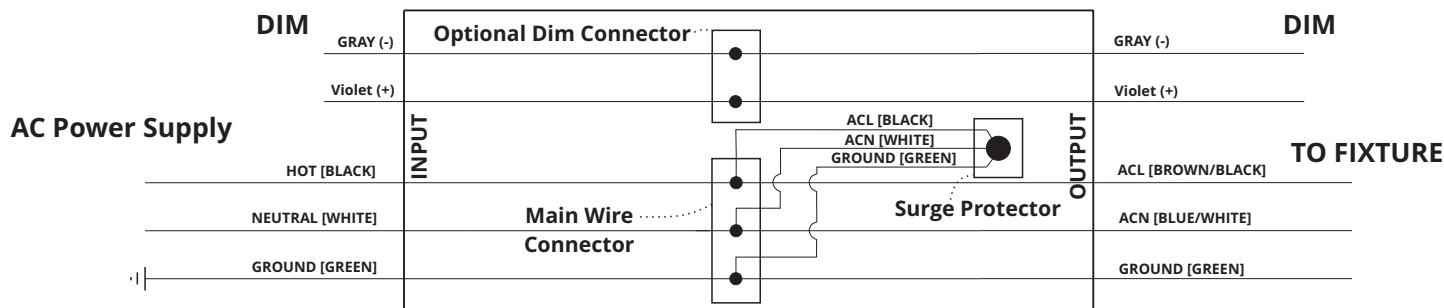 DIM
DIM
GRAY (-)
Optional Dim Connector
GRAY (-)
Violet (+)
Violet (+)
AC Power Supply
INPUT
ACL [BLACK]
ACN [WHITE]
GROUND [GREEN]
OUTPUT
TO FIXTURE
HOT [BLACK]
ACL [BROWN/BLACK]
NEUTRAL [WHITE]
Main Wire
Connector
Surge Protector
ACN [BLUE/WHITE]
GROUND [GREEN]
GROUND [GREEN]